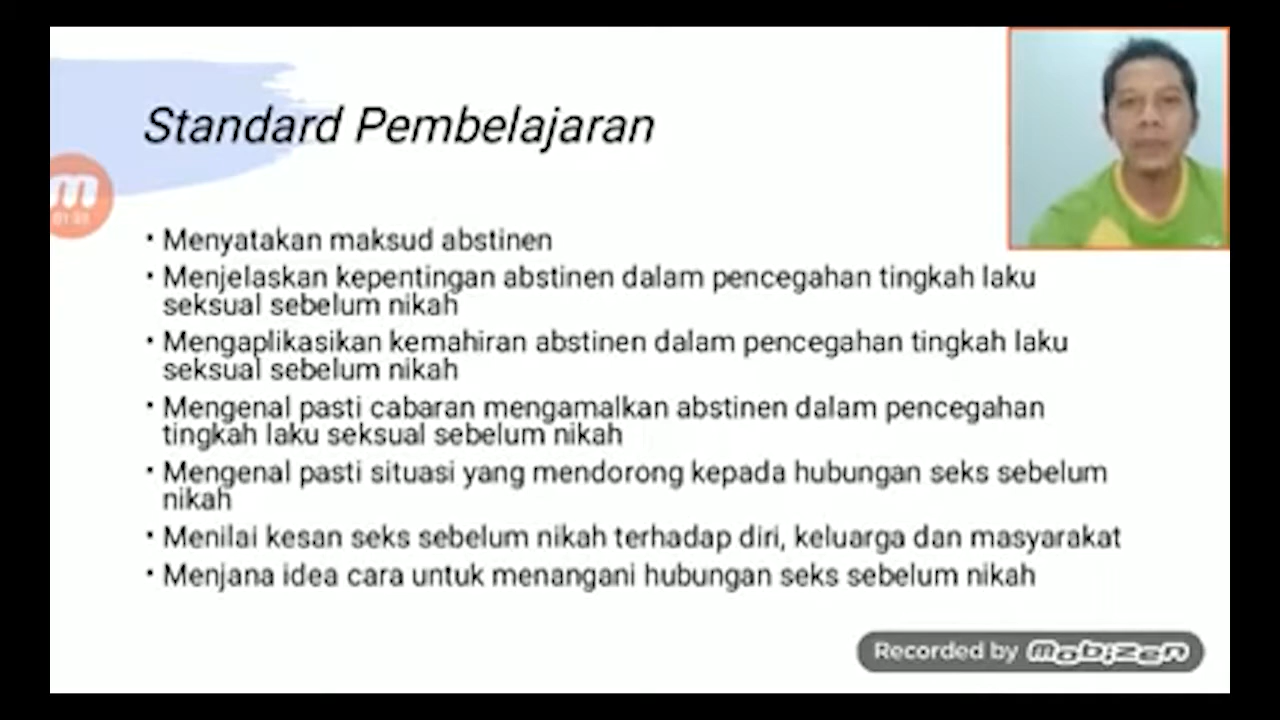 Standard Pembelajaran
• Menyatakan maksud abstinen
• Menjelaskan kepentingan abstinen dalam pencegahan tingkah laku
seksual sebelum nikah
• Mengaplikasikan kemahiran abstinen dalam pencegahan tingkah laku
seksual sebelum nikah
• Mengenal pasti cabaran mengamalkan abstinen dalam pencegahan
tingkah laku seksual sebelum nikah
• Mengenal pasti situasi yang mendorong kepada hubungan seks sebelum
nikah
• Menilai kesan seks sebelum nikah terhadap diri, keluarga dan masyarakat
• Menjana idea cara untuk menangani hubungan seks sebelum nikah
Recorded by mobizen